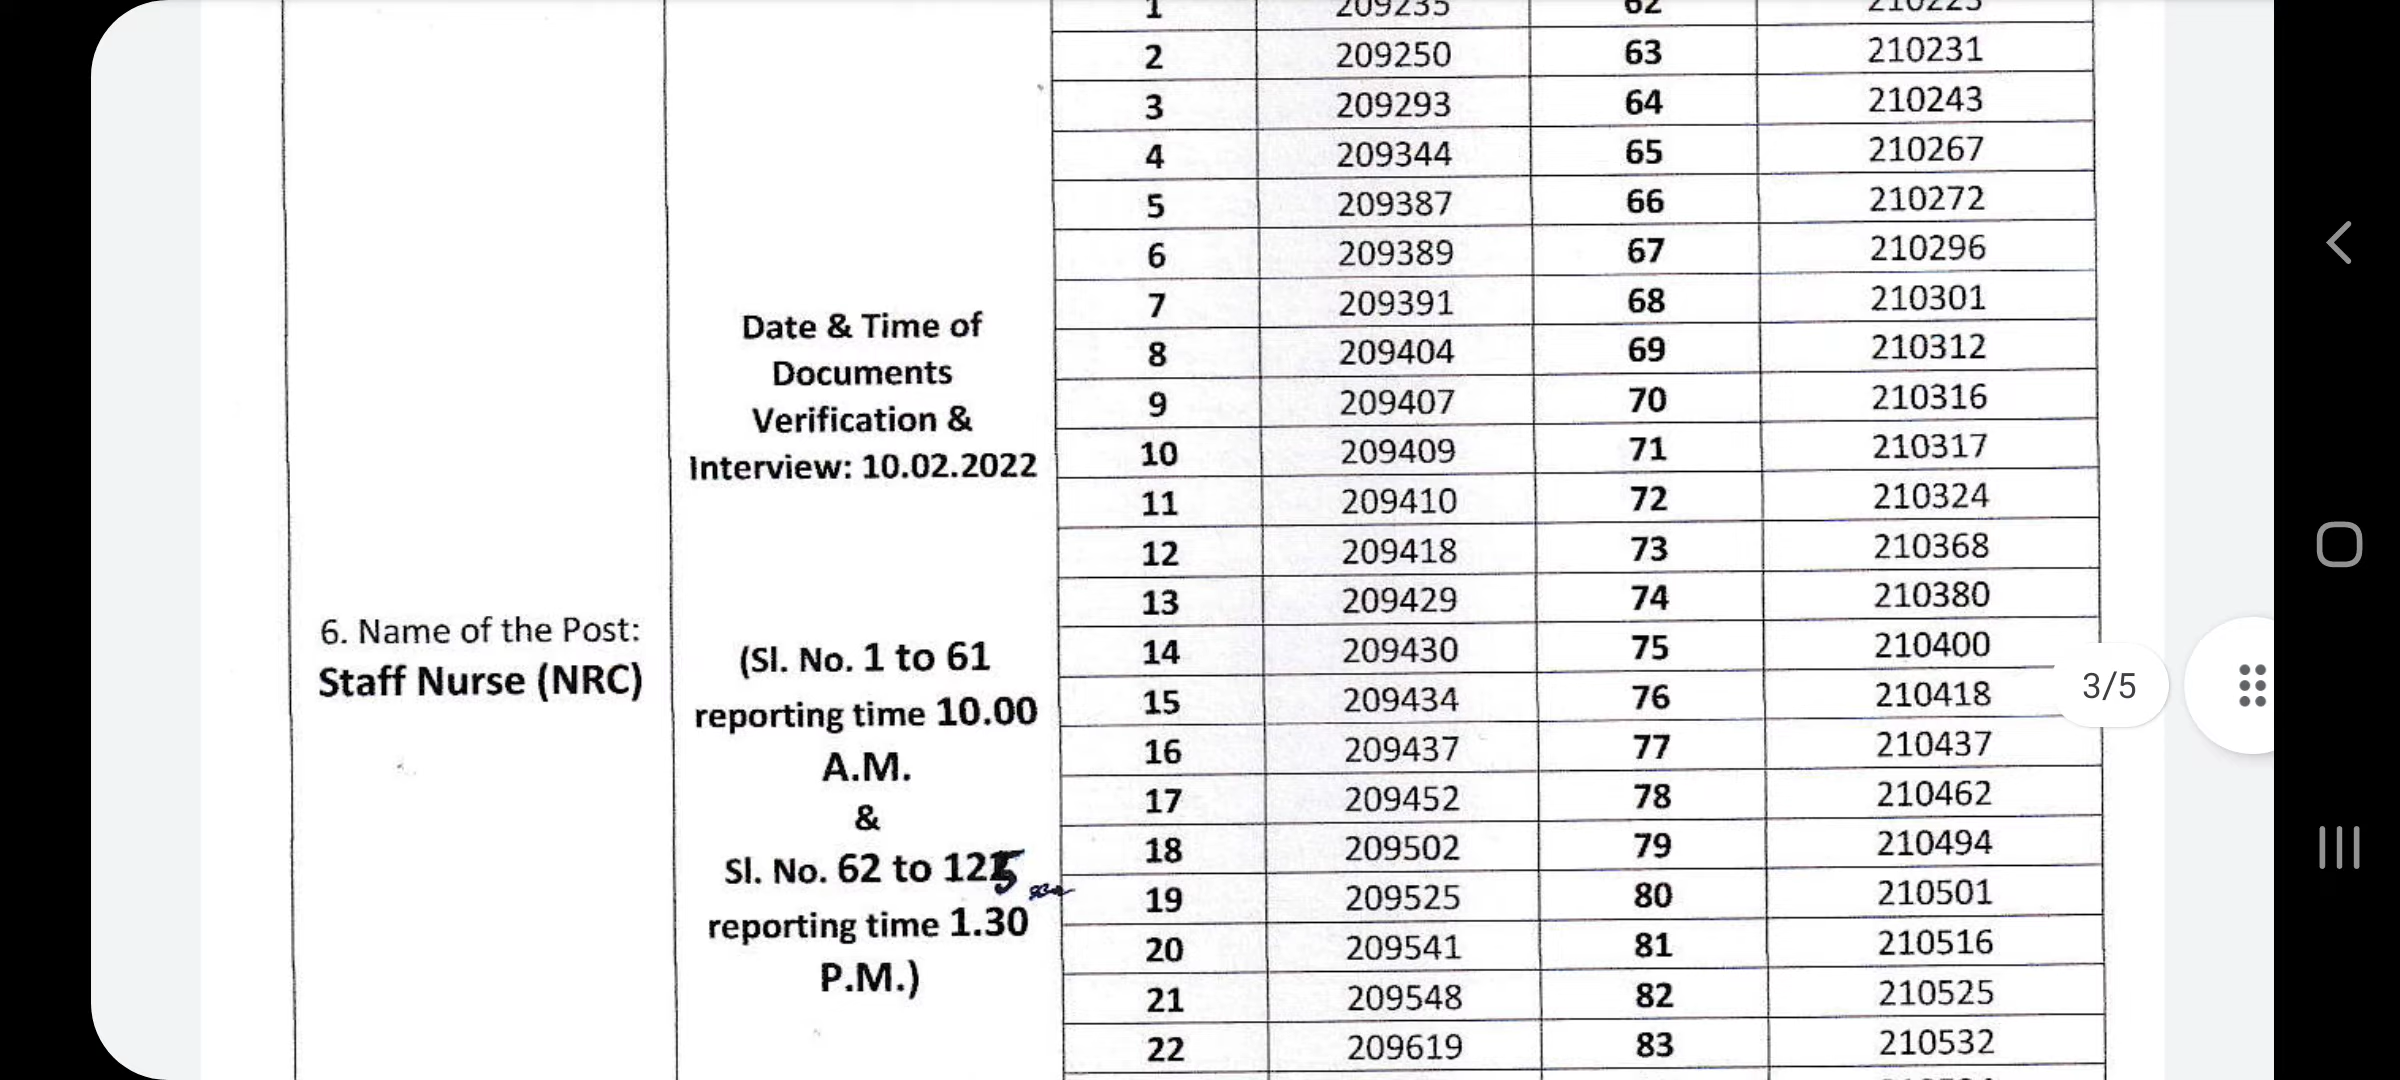 1 209235 62 210223
2 209250 63 210231
3 209293 64 210243
4 209344 65 210267
5 209387 66 210272
6 209389 67 210296
7 209391 68 210301
8 209404 69 210312
9 209407 70 210316
10 209409 71 210317
11 209410 72 210324
12 209418 73 210368
13 209429 74 210380
14 209430 75 210400
15 209434 76 210418
16 209437 77 210437
17 209452 78 210462
18 209502 79 210494
19 209525 80 210501
20 209541 81 210516
21 209548 82 210525
22 209619 83 210532
Date & Time of
Documents
Verification &
Interview: 10.02.2022
6. Name of the Post:
Staff Nurse (NRC)
(Sl. No. 1 to 61
reporting time 10.00
A.M.
&
Sl. No. 62 to 125
reporting time 1.30
P.M.)
3/5